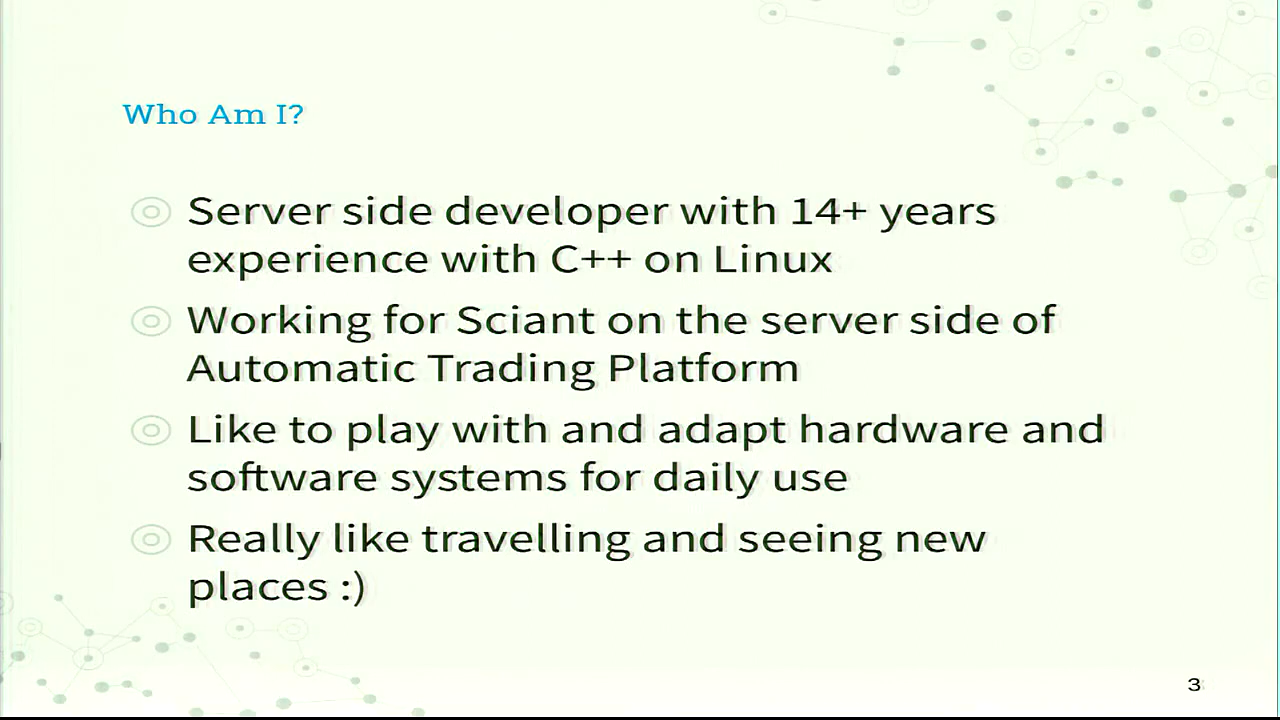 Who Am I?
Server side developer with 14+ years
experience with C++ on Linux
Working for Sciant on the server side of
Automatic Trading Platform
Like to play with and adapt hardware and
software systems for daily use
Really like travelling and seeing new
places :)
3